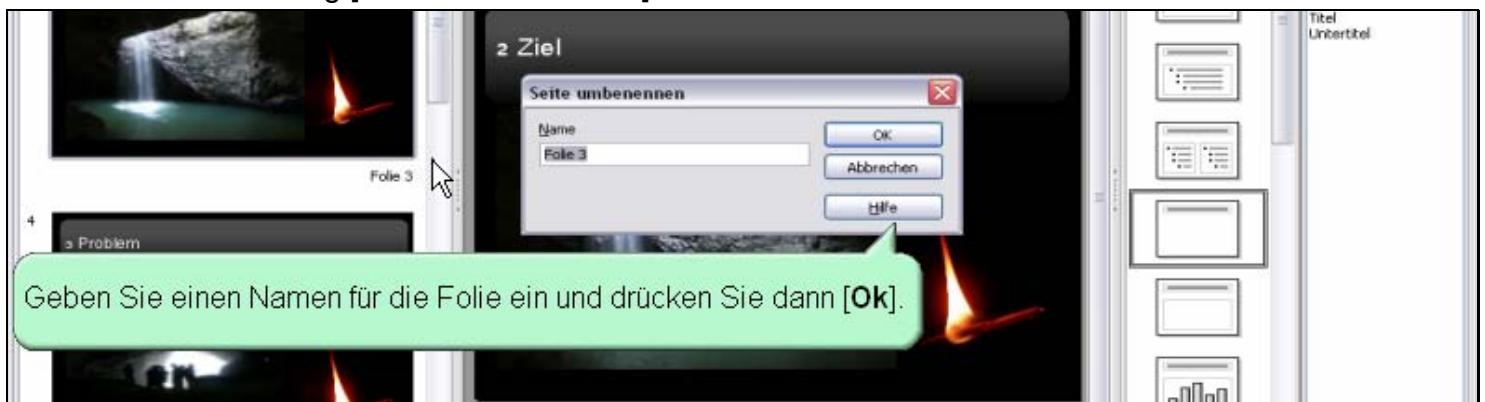 2 Ziel
Seite umbenennen
Name
Folie 3
OK
Abbrechen
Hilfe
Folie 3
4
3 Problem
Geben Sie einen Namen für die Folie ein und drücken Sie dann [Ok].
Titel
Untertitel